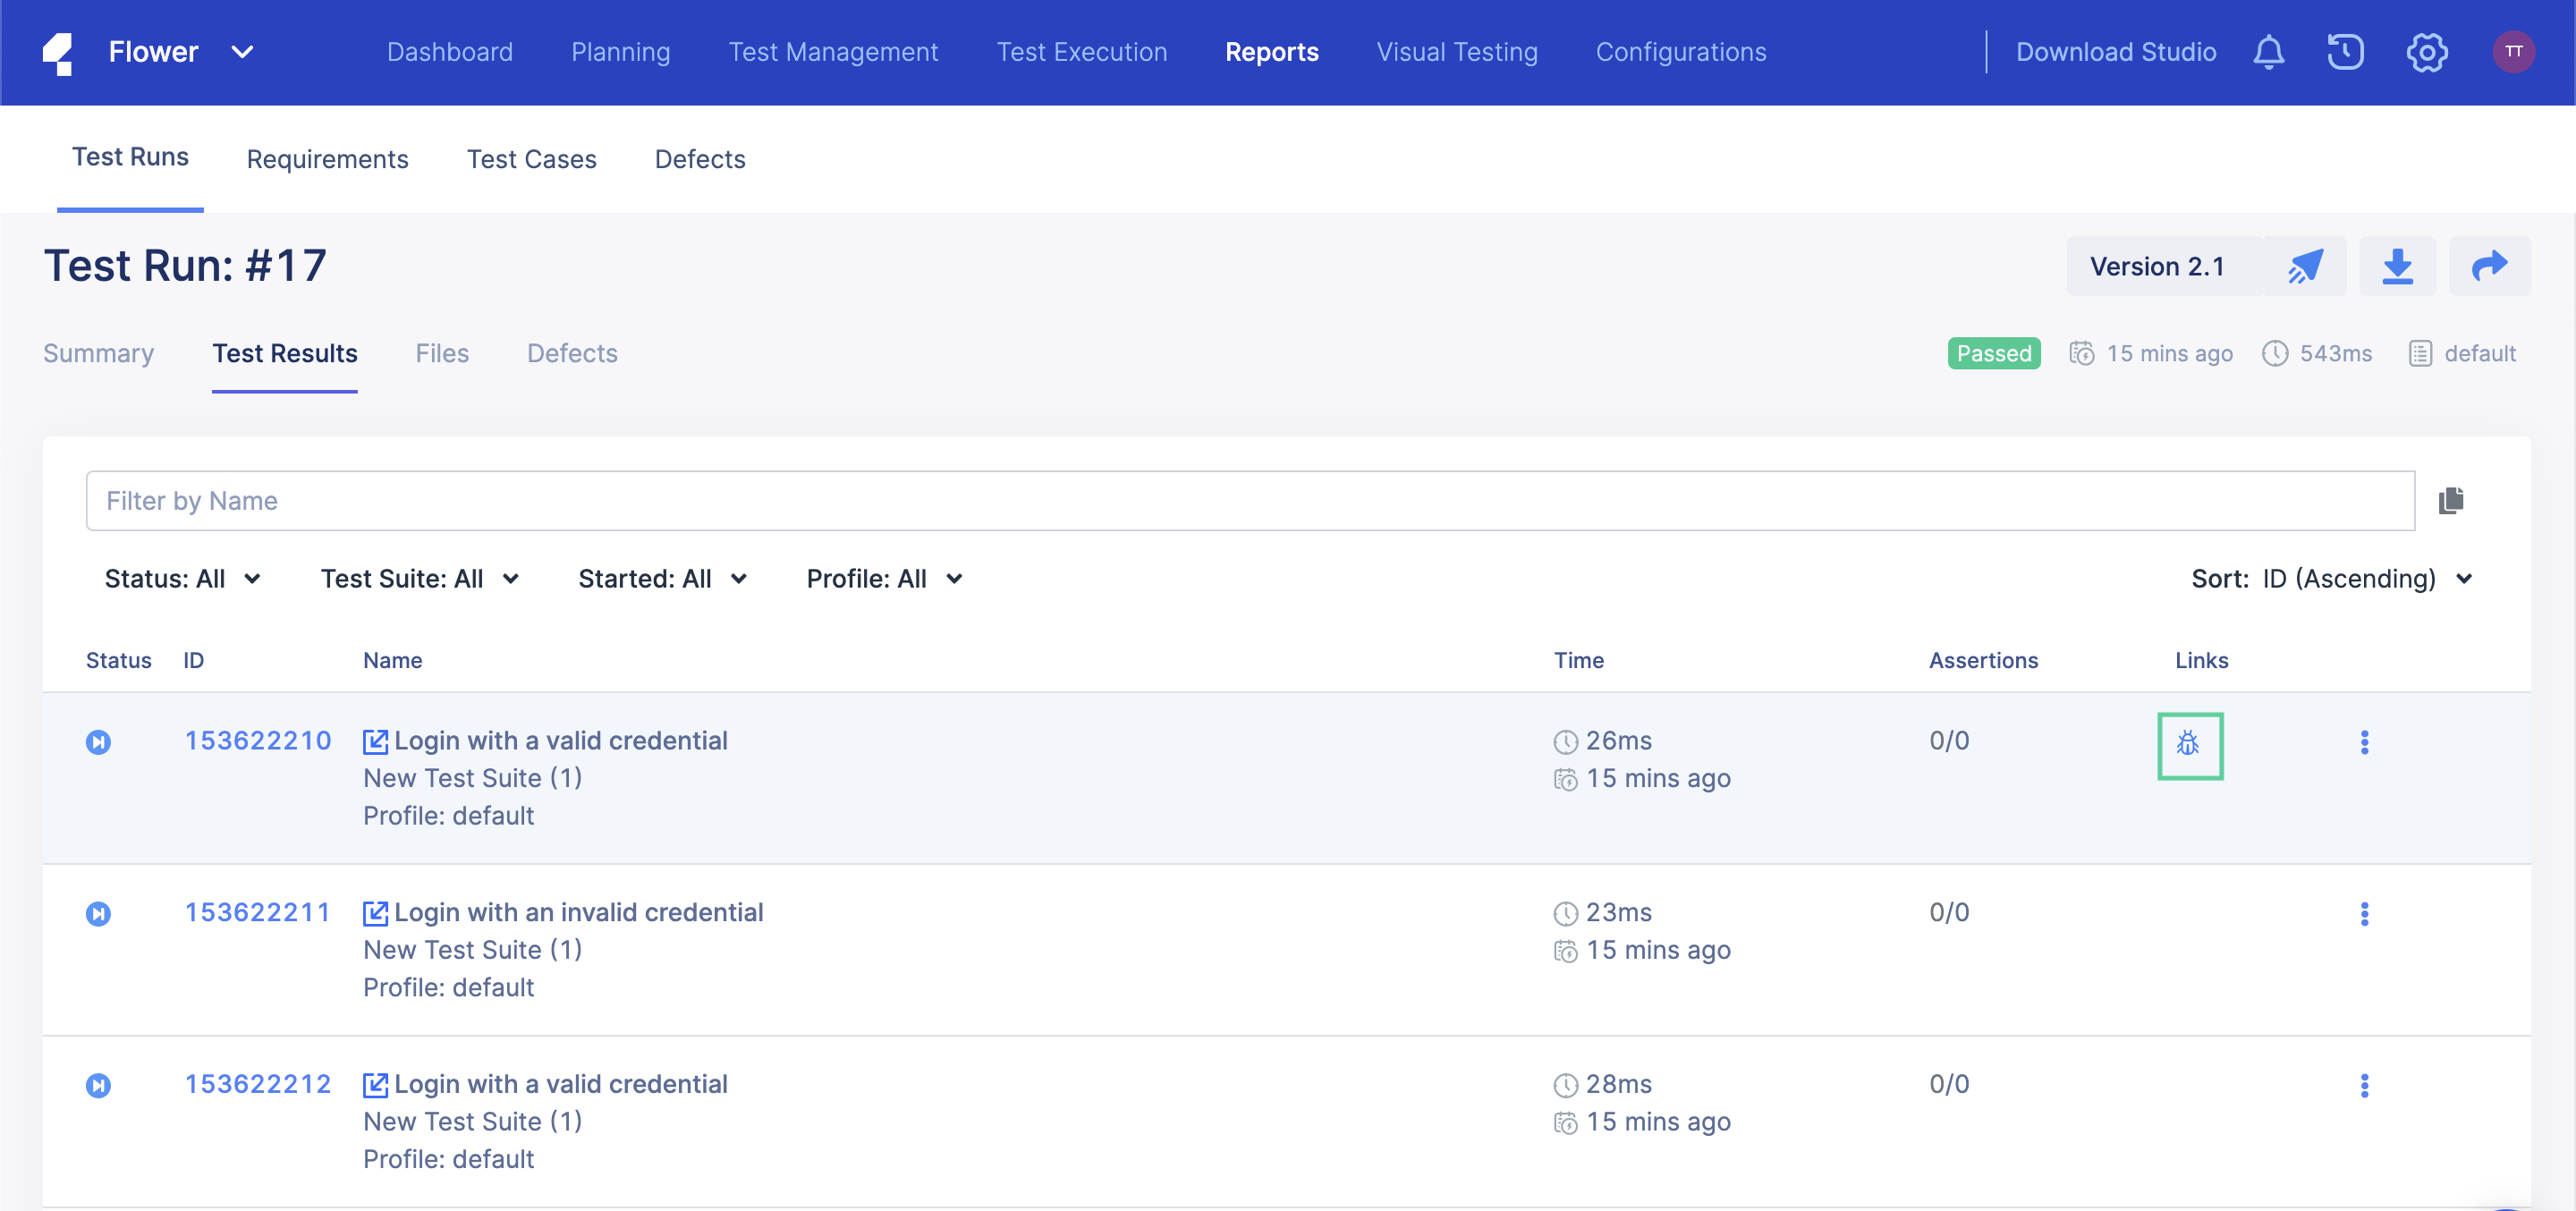 Flower Dashboard Planning Test Management Test Execution Reports Visual Testing Configurations Download Studio TT
Test Runs Requirements Test Cases Defects
Test Run: #17 Version 2.1
Summary Test Results Files Defects Passed 15 mins ago 543ms default
Filter by Name
Status: All Test Suite: All Started: All Profile: All Sort: ID (Ascending)
Status ID Name Time Assertions Links
153622210 Login with a valid credential 26ms 0/0
New Test Suite (1) 15 mins ago
Profile: default
153622211 Login with an invalid credential 23ms 0/0
New Test Suite (1) 15 mins ago
Profile: default
153622212 Login with a valid credential 28ms 0/0
New Test Suite (1) 15 mins ago
Profile: default